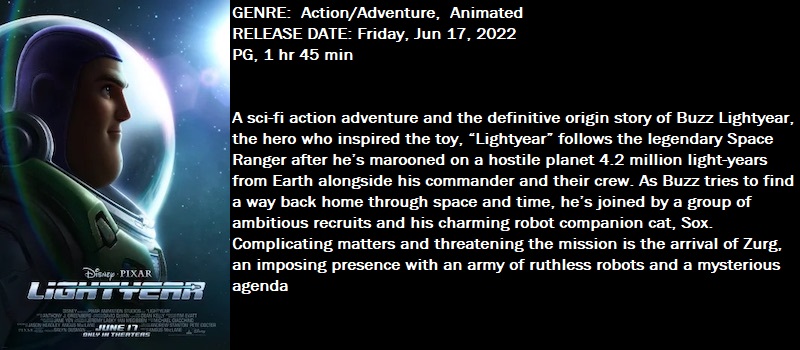 GENRE:  Action/Adventure,  Animated
RELEASE DATE: Friday, Jun 17, 2022
PG, 1 hr 45 min
A sci-fi action adventure and the definitive origin story of Buzz Lightyear,
the hero who inspired the toy, “Lightyear” follows the legendary Space
Ranger after he’s marooned on a hostile planet 4.2 million light-years
from Earth alongside his commander and their crew. As Buzz tries to find
a way back home through space and time, he’s joined by a group of
ambitious recruits and his charming robot companion cat, Sox.
Complicating matters and threatening the mission is the arrival of Zurg,
an imposing presence with an army of ruthless robots and a mysterious
agenda
Disney · PIXAR
LIGHTYEAR
JUNE 17
ONLY IN THEATERS